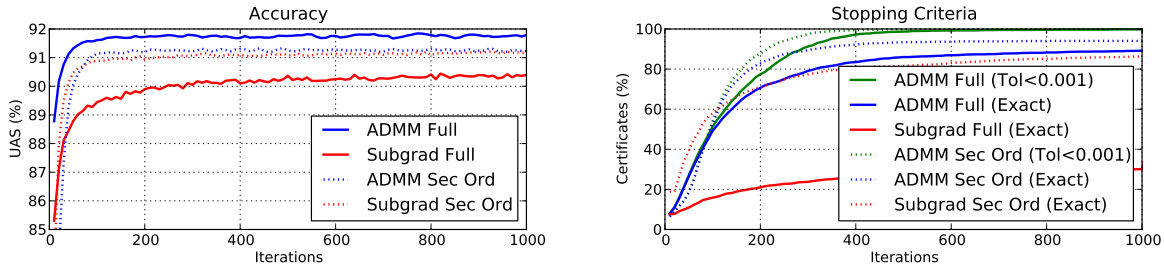 Accuracy
92
91
90
89
88
87
86
85
UAS (%)
0 200 400 600 800 1000
Iterations
ADMM Full
Subgrad Full
ADMM Sec Ord
Subgrad Sec Ord
Stopping Criteria
100
80
60
40
20
0
Certificates (%)
0 200 400 600 800 1000
Iterations
ADMM Full (Tol<0.001)
ADMM Full (Exact)
Subgrad Full (Exact)
ADMM Sec Ord (Tol<0.001)
ADMM Sec Ord (Exact)
Subgrad Sec Ord (Exact)